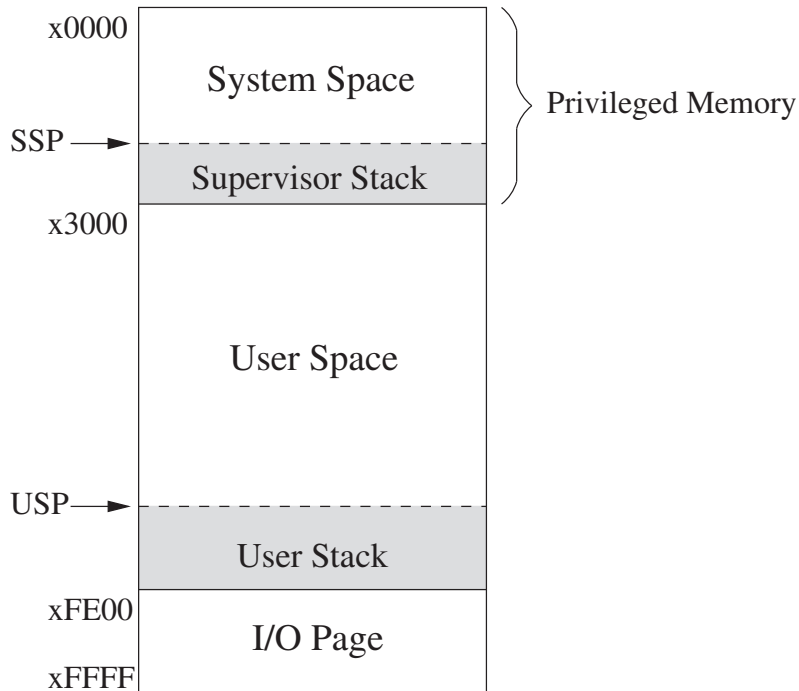 x0000
System Space
Privileged Memory
SSP
Supervisor Stack
x3000
User Space
USP
User Stack
xFE00
I/O Page
xFFFF